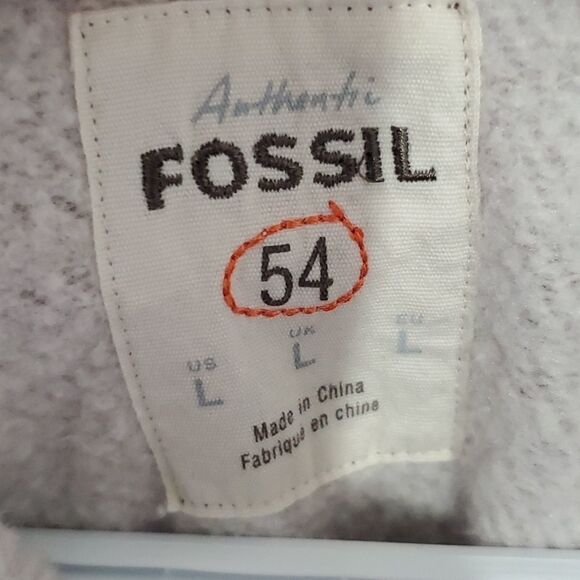 Authentic
FOSSIL
54
US UK EU
L L L
Made in China
Fabriqué en chine